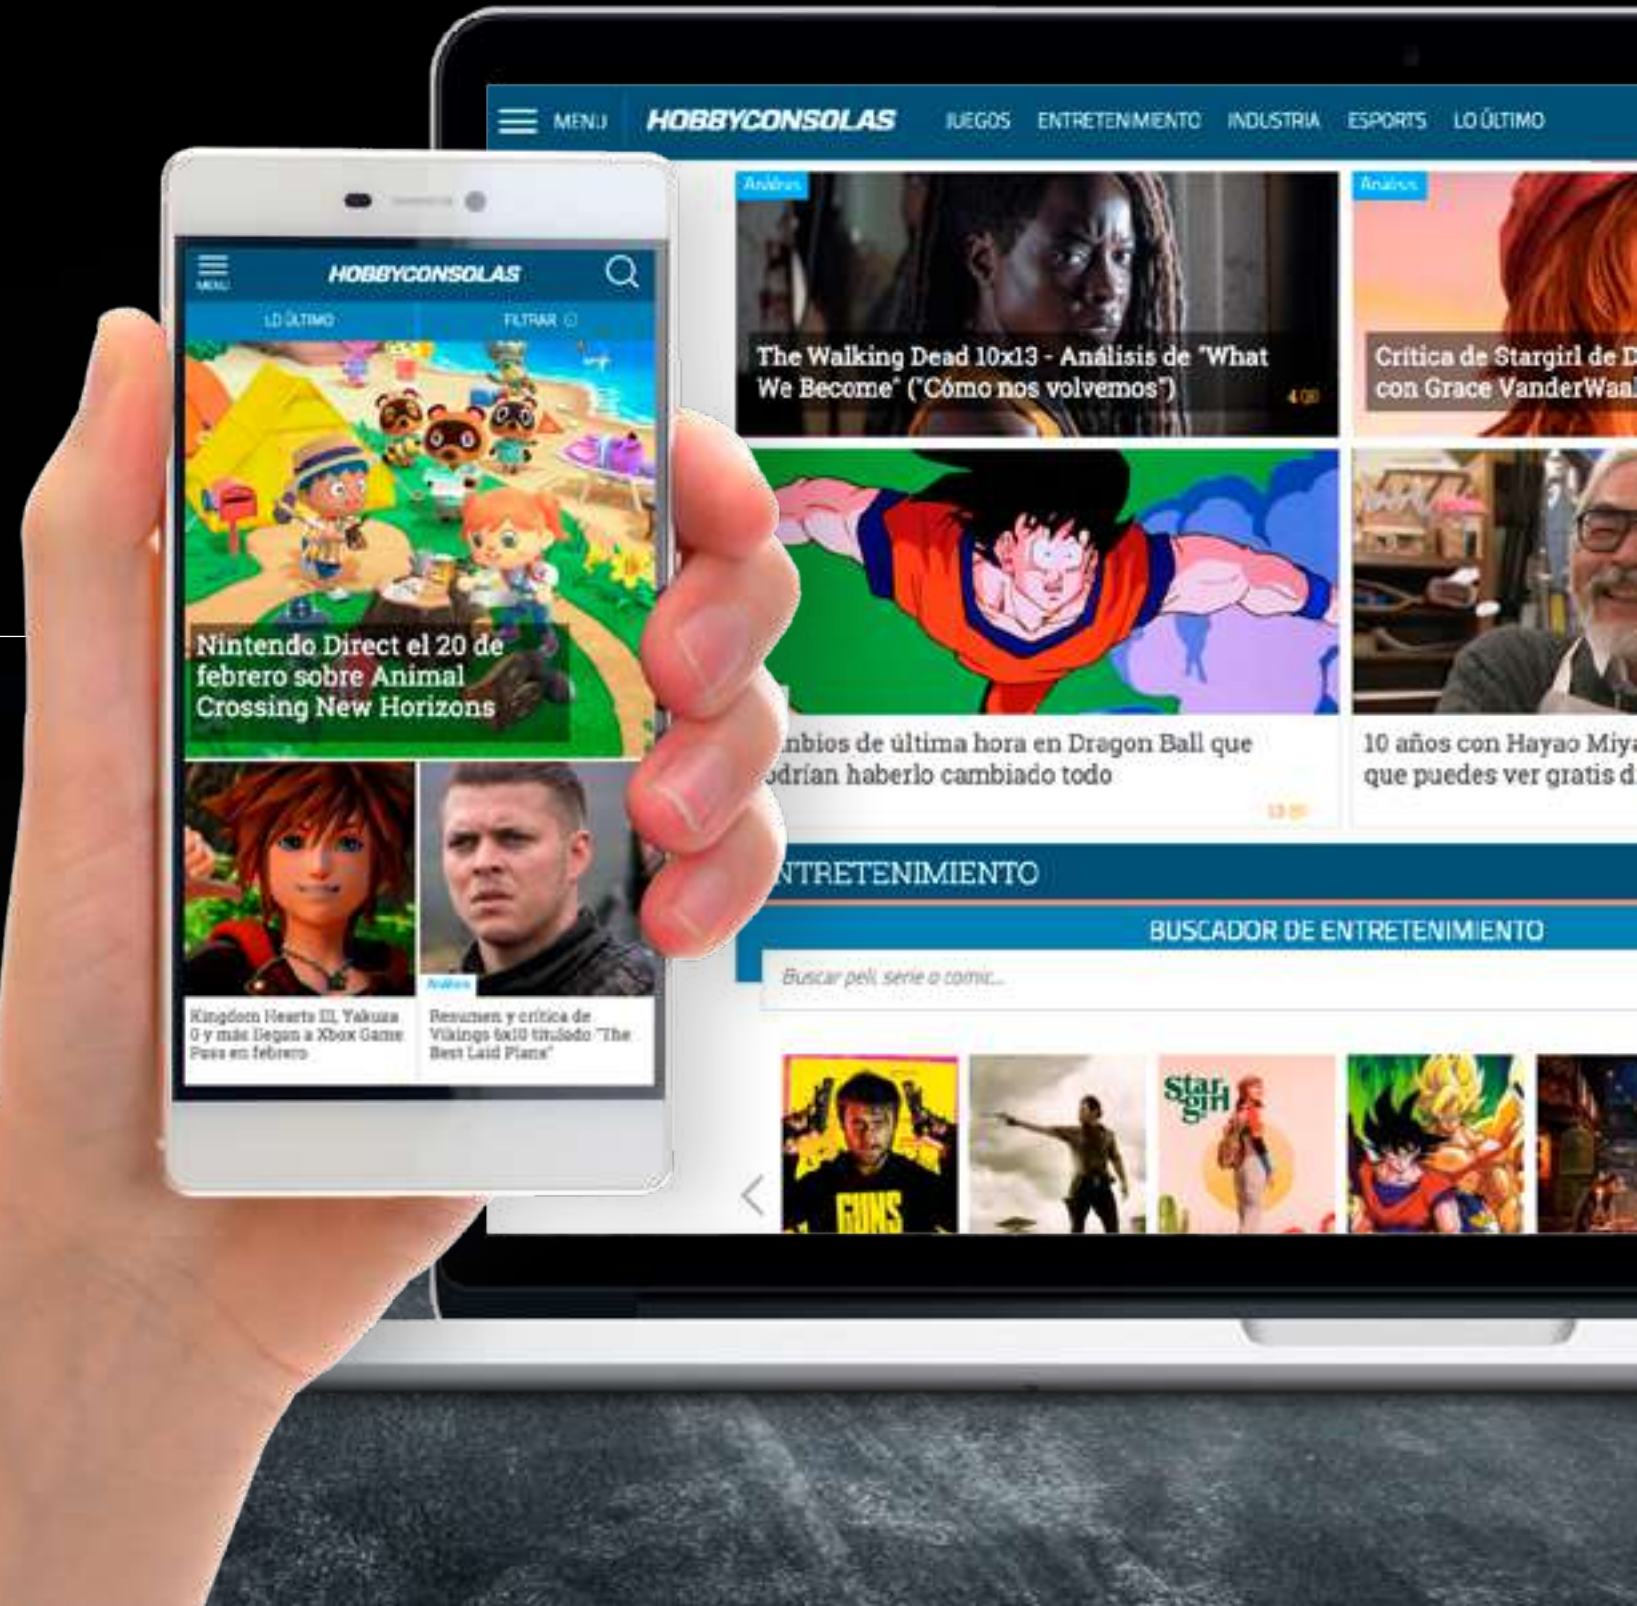 MENU
HOBBYCONSOLAS
JUEGOS
ENTRETENIMIENTO
INDUSTRIA
ESPORTS
LO ÚLTIMO
Análisis
The Walking Dead 10x13 - Análisis de "What
We Become" ("Cómo nos volvemos")
Análisis
Crítica de Stargirl de D
con Grace VanderWaal
nbios de última hora en Dragon Ball que
odrían haberlo cambiado todo
10 años con Hayao Miya
que puedes ver gratis d
NTRETENIMIENTO
BUSCADOR DE ENTRETENIMIENTO
Buscar peli, serie o comic...
GUNS
Star
girl
MENU
HOBBYCONSOLAS
LO ÚLTIMO
FILTRAR
Nintendo Direct el 20 de
febrero sobre Animal
Crossing New Horizons
Kingdom Hearts III, Yakuza
0 y más llegan a Xbox Game
Pass en febrero
Análisis
Resumen y crítica de
Vikings 6x10 titulado "The
Best Laid Plans"